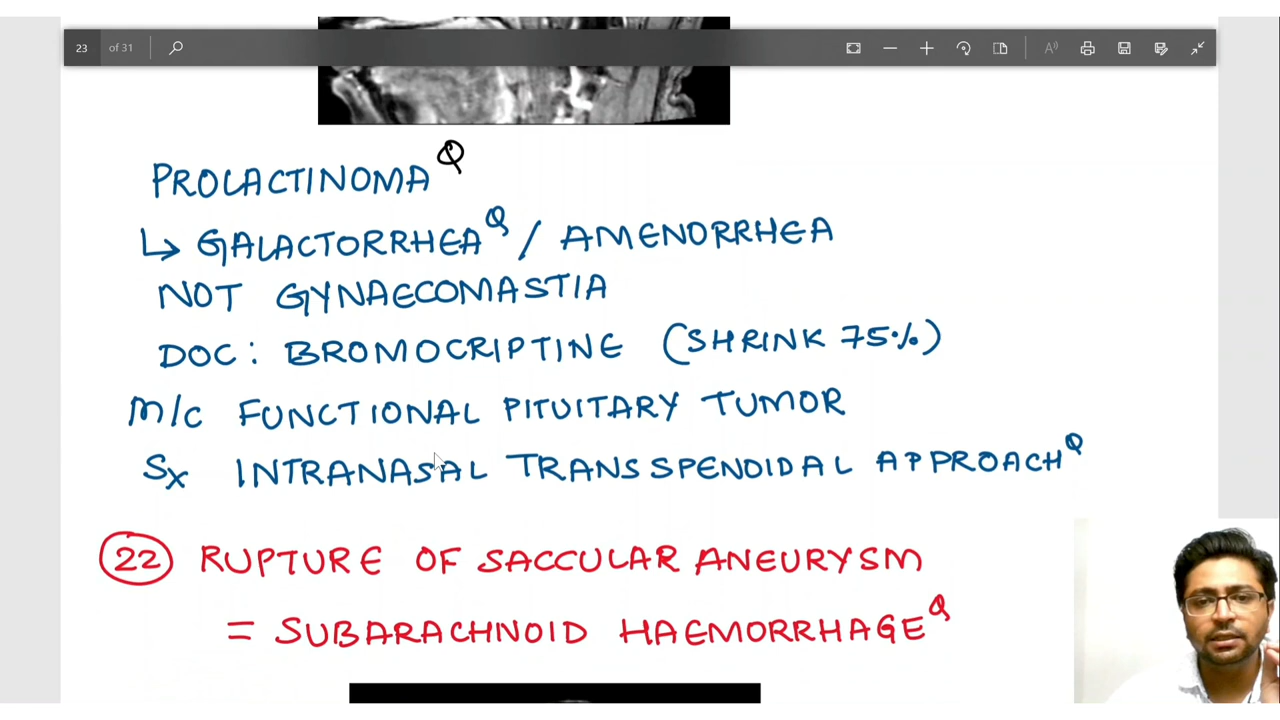 23 of 31
PROLACTINOMA Q
↳ GALACTORRHEA Q / AMENORRHEA
NOT GYNAECOMASTIA
DOC: BROMOCRIPTINE (SHRINK 75%)
M/C FUNCTIONAL PITUITARY TUMOR
Sx INTRANASAL TRANSSPENOIDAL APPROACH Q
22 RUPTURE OF SACCULAR ANEURYSM
= SUBARACHNOID HAEMORRHAGE Q